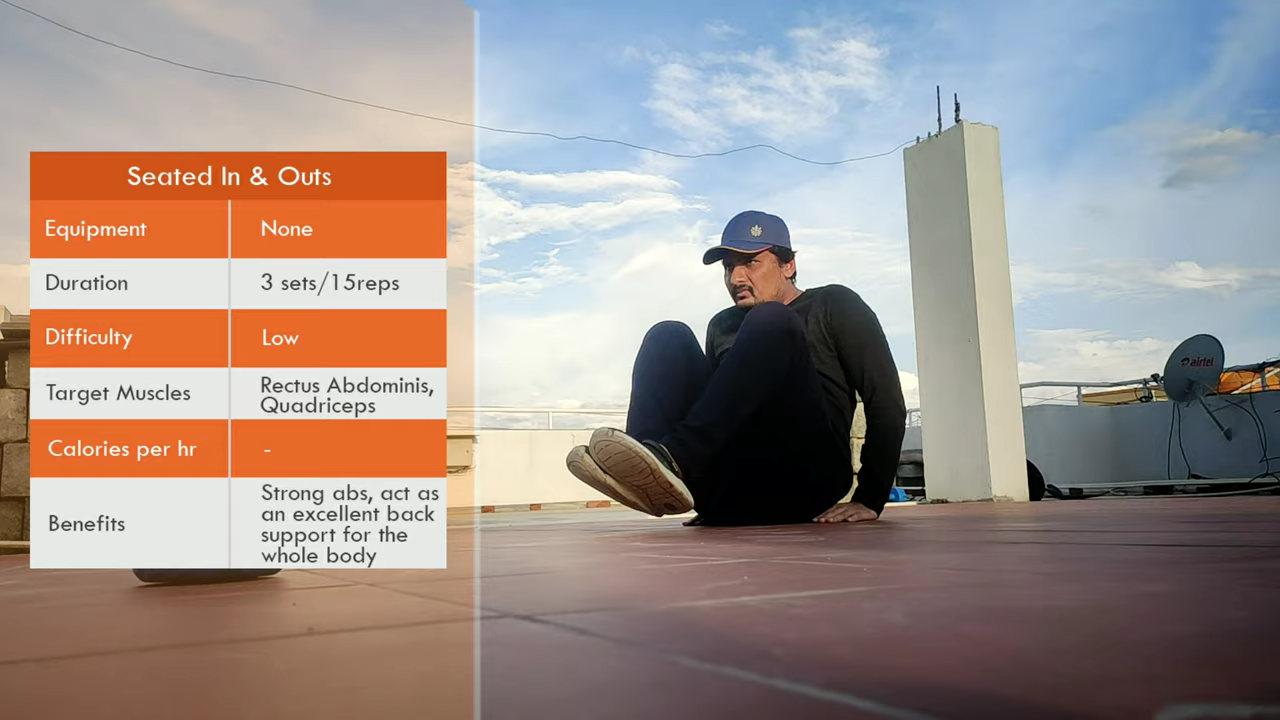 Seated In & Outs
Equipment None
Duration 3 sets/15reps
Difficulty Low
Target Muscles Rectus Abdominis,
Quadriceps
Calories per hr -
Benefits Strong abs, act as
an excellent back
support for the
whole body
airtel